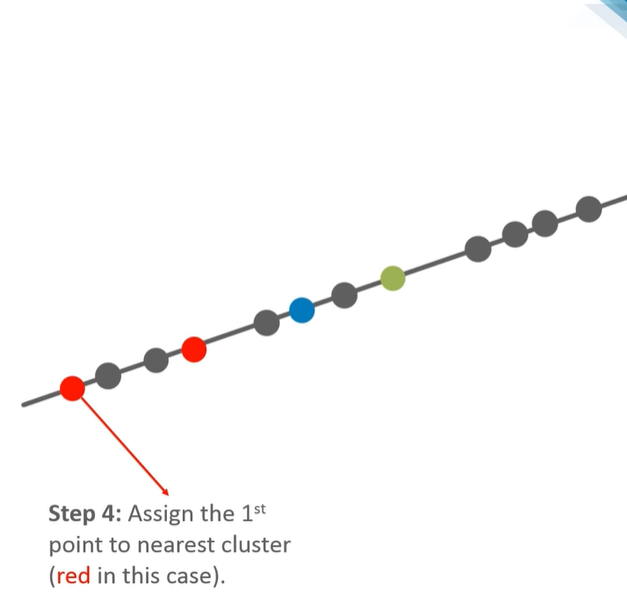 Step 4: Assign the 1st
point to nearest cluster
(red in this case).